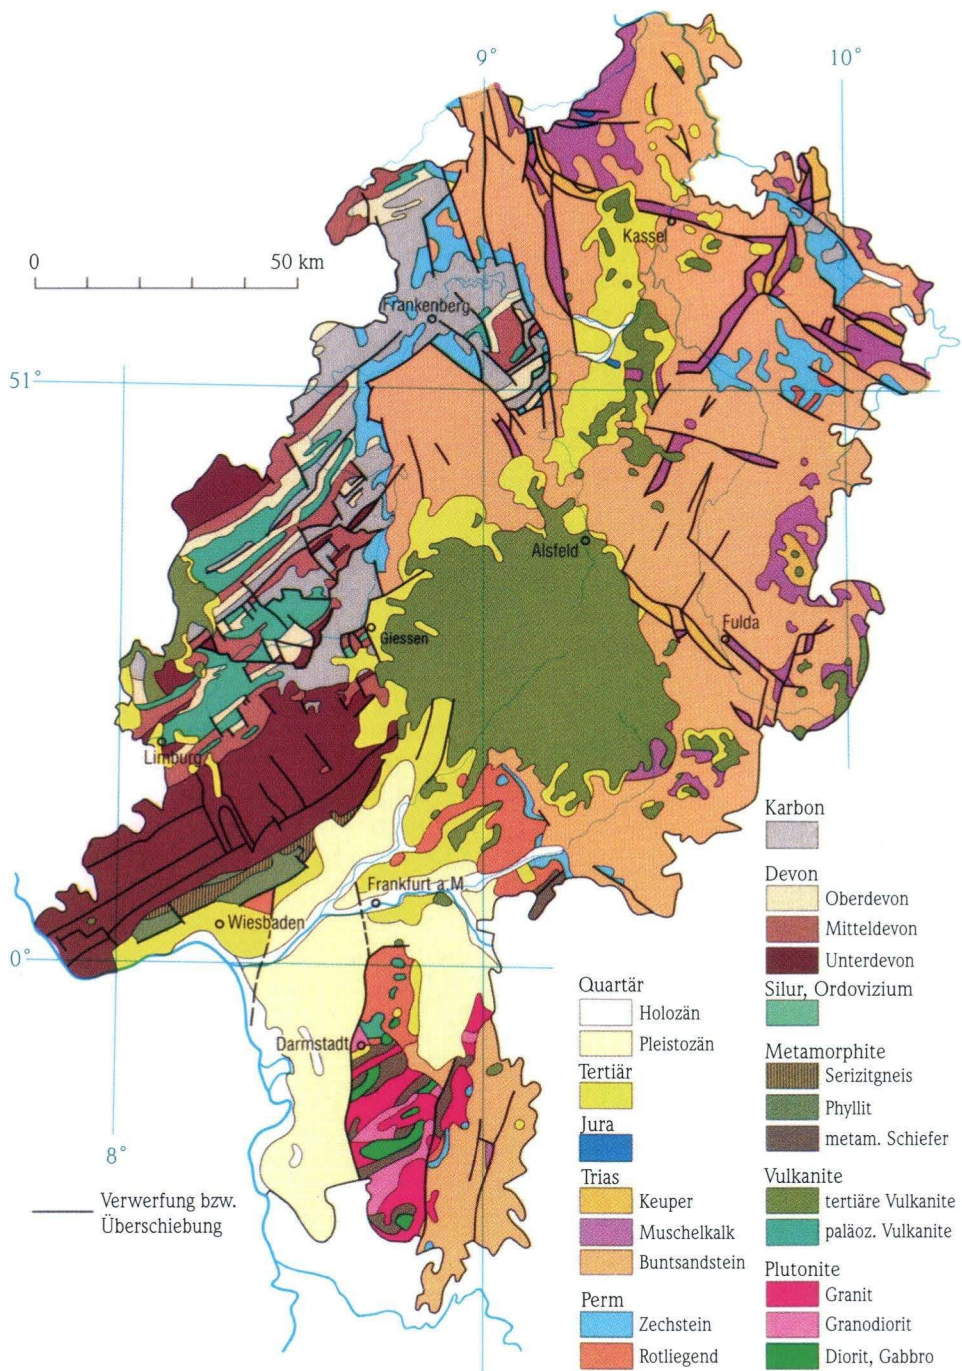 9°
10°
Kassel
0
50 km
Frankenberg
51°
Alsfeld
Fulda
Giessen
Limburg
Frankfurt a. M
Wiesbaden
0°
Darmstadt
8°
Verwerfung bzw.
Überschiebung
Quartär
Holozän
Pleistozän
Tertiär
Jura
Trias
Keuper
Muschelkalk
Buntsandstein
Perm
Zechstein
Rotliegend
Karbon
Devon
Oberdevon
Mitteldevon
Unterdevon
Silur, Ordovizium
Metamorphite
Serizitgneis
Phyllit
metam. Schiefer
Vulkanite
tertiäre Vulkanite
paläoz. Vulkanite
Plutonite
Granit
Granodiorit
Diorit, Gabbro